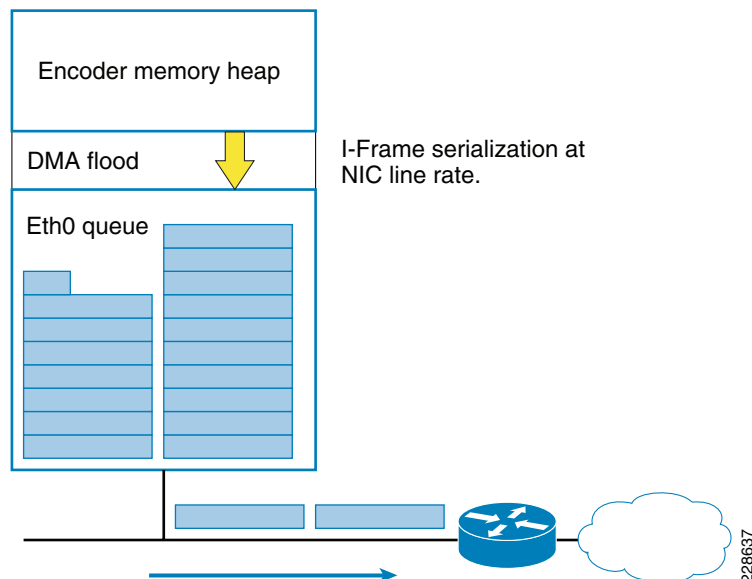 Encoder memory heap
DMA flood
I-Frame serialization at
NIC line rate.
Eth0 queue
228637